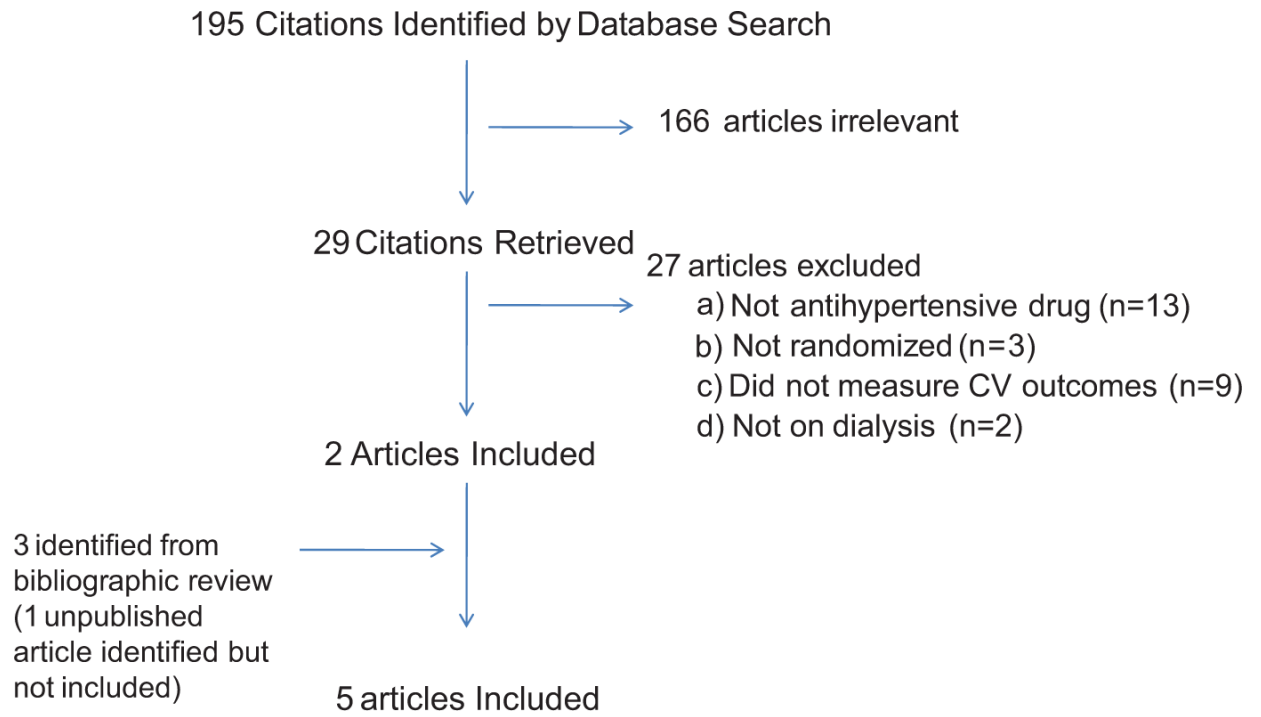 195 Citations Identified by Database Search
166 articles irrelevant
29 Citations Retrieved
27 articles excluded
a) Not antihypertensive drug (n=13)
b) Not randomized (n=3)
c) Did not measure CV outcomes (n=9)
d) Not on dialysis (n=2)
2 Articles Included
3 identified from
bibliographic review
(1 unpublished
article identified but
not included)
5 articles Included